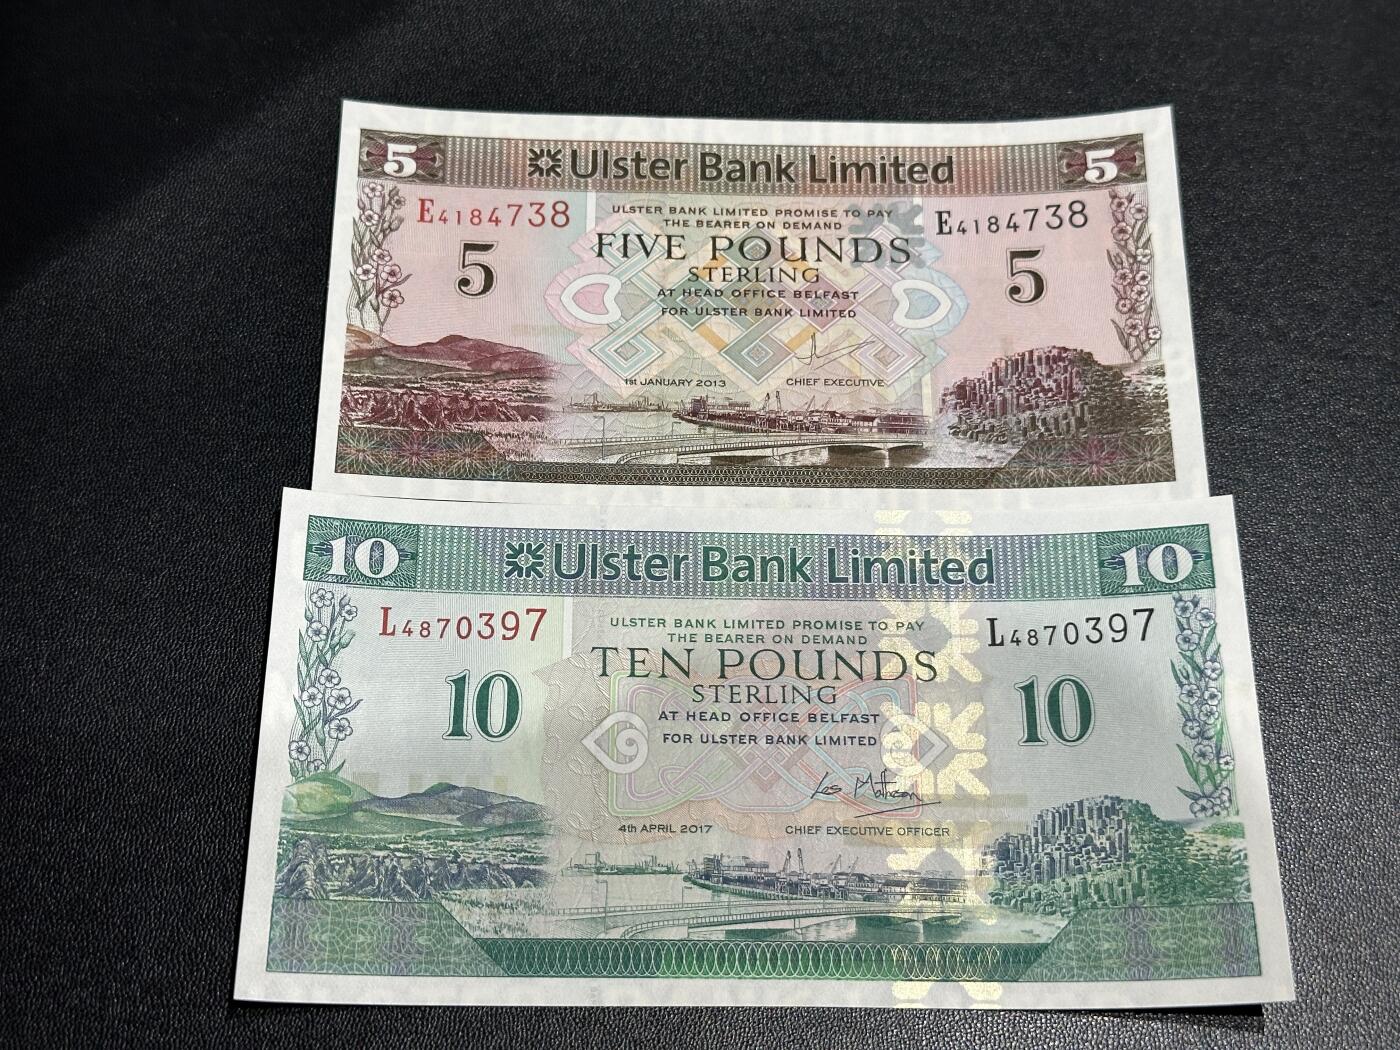 5 Ulster Bank Limited 5
E4184738 E4184738
ULSTER BANK LIMITED PROMISE TO PAY
THE BEARER ON DEMAND
FIVE POUNDS
STERLING
5 5
AT HEAD OFFICE BELFAST
FOR ULSTER BANK LIMITED
1st JANUARY 2013 CHIEF EXECUTIVE
10 Ulster Bank Limited 10
L4870397 L4870397
ULSTER BANK LIMITED PROMISE TO PAY
THE BEARER ON DEMAND
TEN POUNDS
STERLING
10 10
AT HEAD OFFICE BELFAST
FOR ULSTER BANK LIMITED
Les Matheson
4th APRIL 2017 CHIEF EXECUTIVE OFFICER